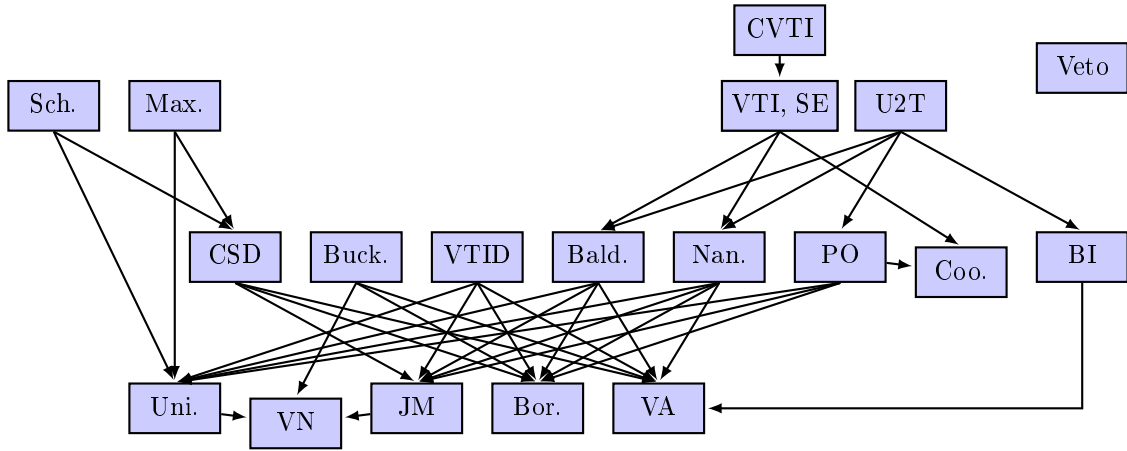 CVTI
Veto
Sch.
Max.
VTI, SE
U2T
CSD
Buck.
VTID
Bald.
Nan.
PO
Coo.
BI
Uni.
VN
JM
Bor.
VA